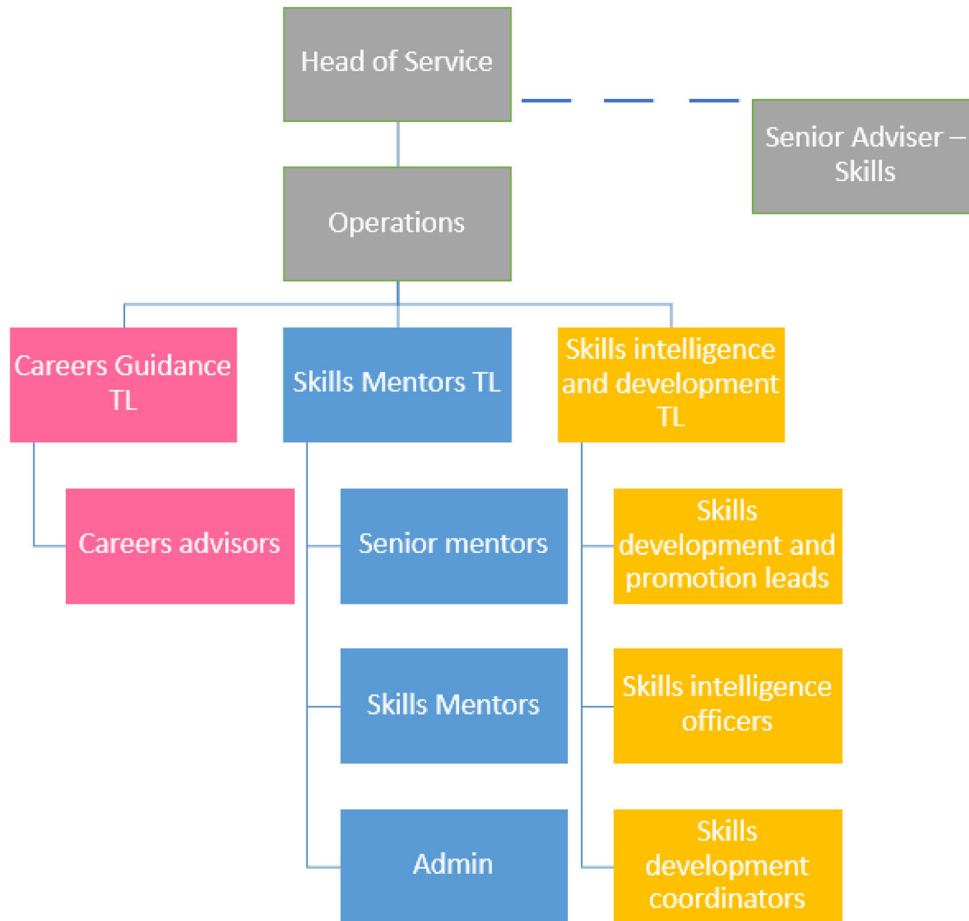 Head of Service
Senior Adviser –
Skills
Operations
Careers Guidance
TL
Skills Mentors TL
Skills intelligence
and development
TL
Careers advisors
Senior mentors
Skills
development and
promotion leads
Skills Mentors
Skills intelligence
officers
Admin
Skills
development
coordinators